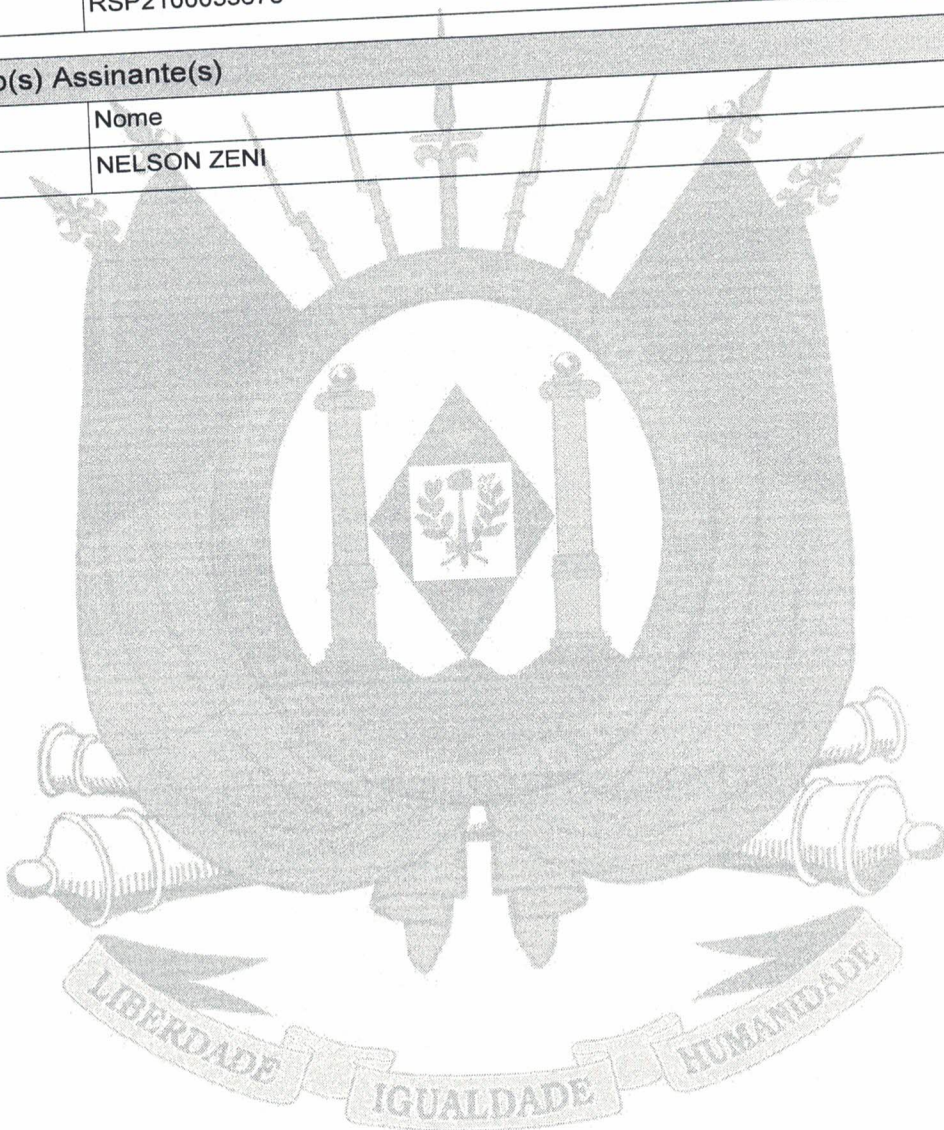 o(s) Assinante(s)
Nome
NELSON ZENI
LIBERDADE
IGUALDADE
HUMANIDADE